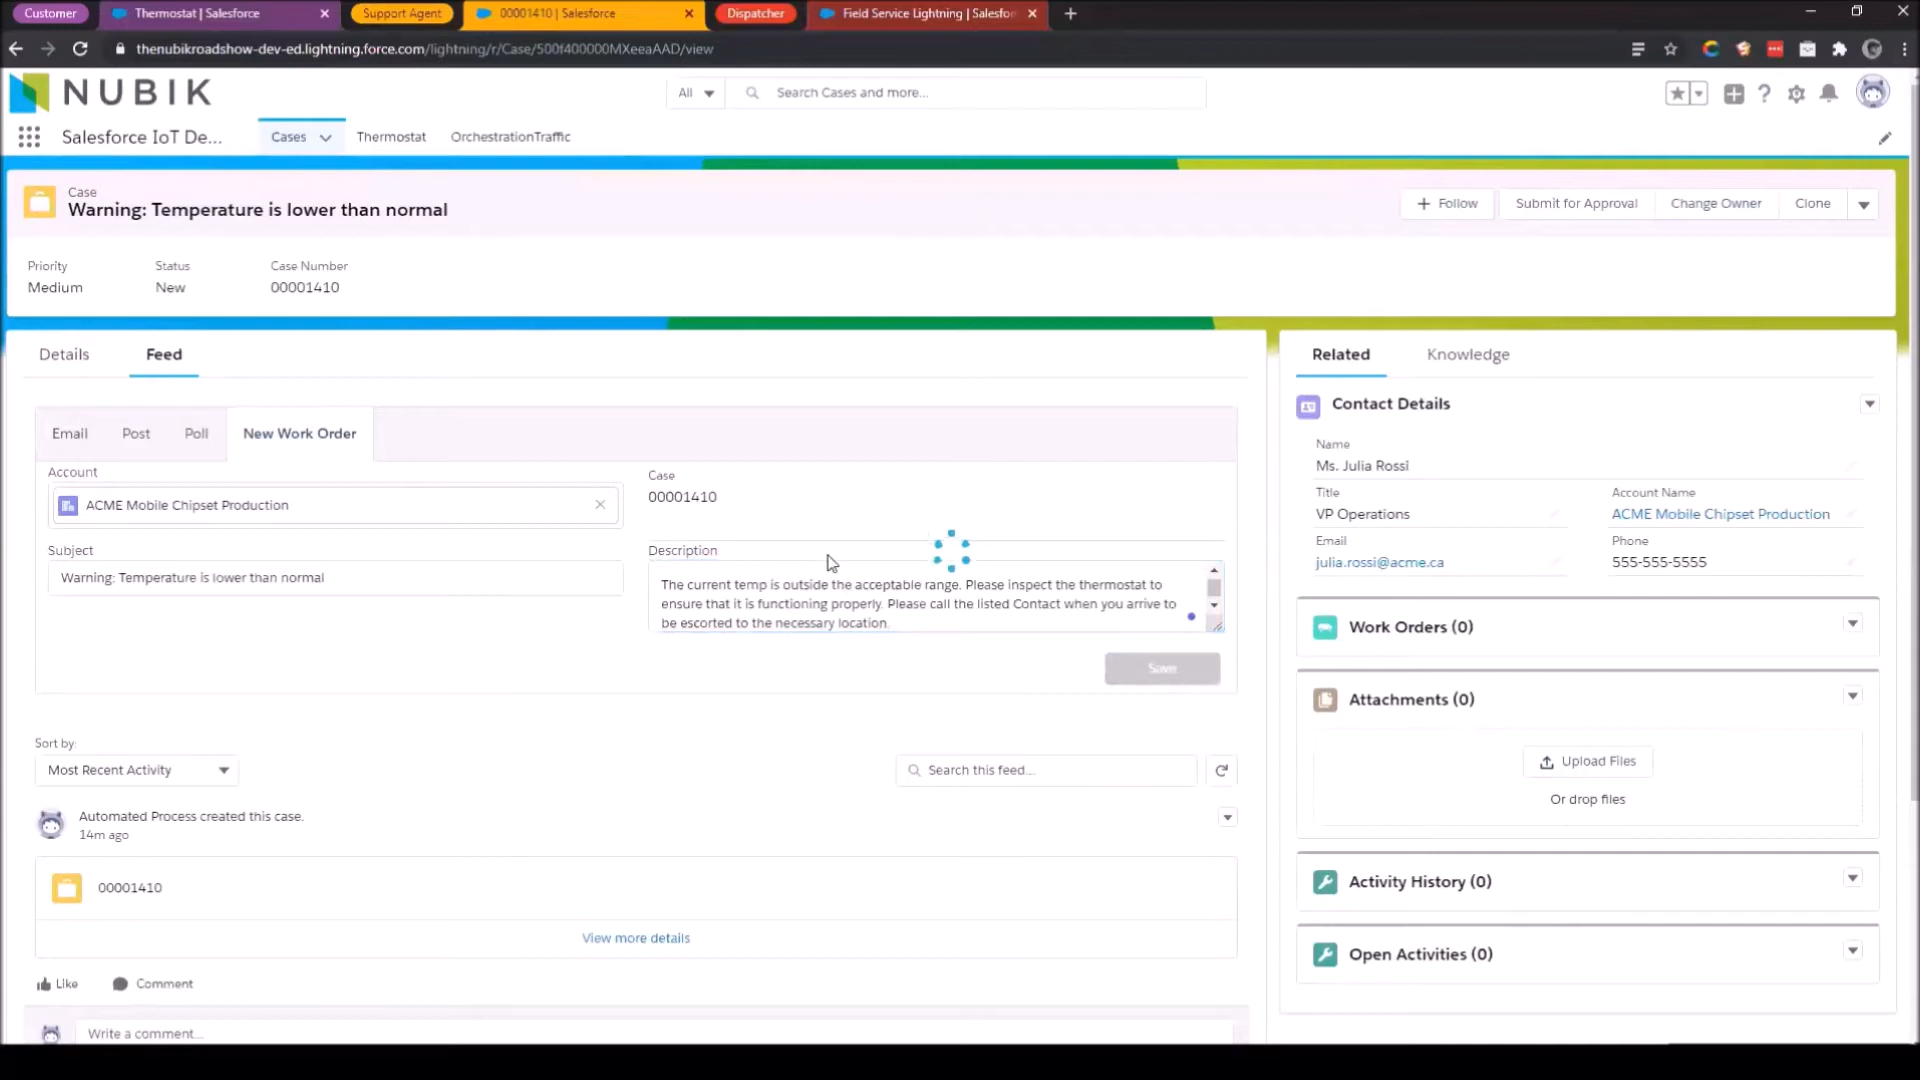 Customer
Thermostat | Salesforce
Support Agent
00001410 | Salesforce
Dispatcher
Field Service Lightning | Salesfor
thenubikroadshow-dev-ed.lightning.force.com/lightning/r/Case/500f400000MXeeaAAD/view
NUBIK
All
Search Cases and more...
Salesforce IoT De...
Cases
Thermostat
OrchestrationTraffic
Case
Warning: Temperature is lower than normal
Follow
Submit for Approval
Change Owner
Clone
Priority
Status
Case Number
Medium
New
00001410
Details
Feed
Email
Post
Poll
New Work Order
Account
ACME Mobile Chipset Production
Case
00001410
Subject
Warning: Temperature is lower than normal
Description
The current temp is outside the acceptable range. Please inspect the thermostat to
ensure that it is functioning properly. Please call the listed Contact when you arrive to
be escorted to the necessary location.
Save
Sort by:
Most Recent Activity
Search this feed...
Automated Process created this case.
14m ago
00001410
View more details
Like
Comment
Write a comment...
Related
Knowledge
Contact Details
Name
Ms. Julia Rossi
Title
Account Name
VP Operations
ACME Mobile Chipset Production
Email
Phone
julia.rossi@acme.ca
555-555-5555
Work Orders (0)
Attachments (0)
Upload Files
Or drop files
Activity History (0)
Open Activities (0)